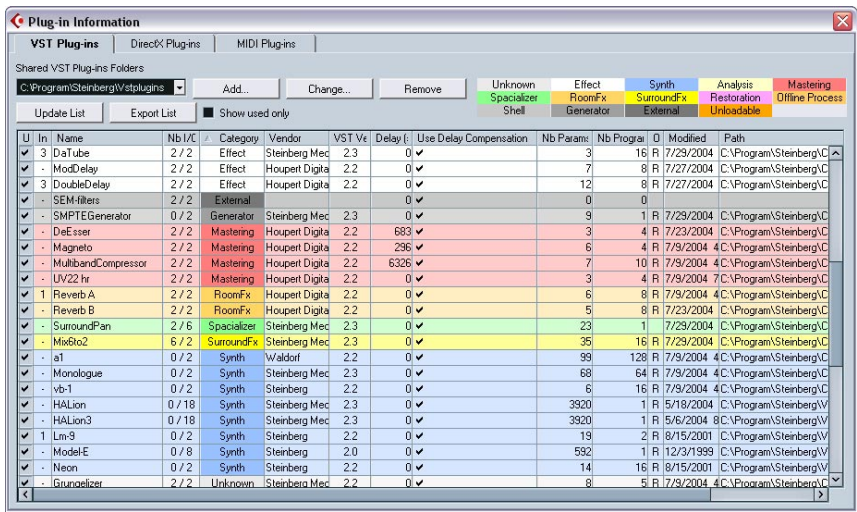 Plug-in Information
VST Plug-ins DirectX Plug-ins MIDI Plug-ins
Shared VST Plug-ins Folders
C:\Program\Steinberg\Vstplugins Add... Change... Remove
Unknown Effect Synth Analysis Mastering
Spacializer RoomFx SurroundFx Restoration Offline Process
Shell Generator External Unloadable
Update List Export List Show used only
U In Name Nb I/C Category Vendor VST Ve Delay (: Use Delay Compensation Nb Params Nb Prograi O Modified Path
3 DaTube 2 / 2 Effect Steinberg Mec 2.3 0 3 16 R 7/29/2004 C:\Program\Steinberg\C
- ModDelay 2 / 2 Effect Houpert Digita 2.2 0 7 8 R 7/27/2004 C:\Program\Steinberg\C
3 DoubleDelay 2 / 2 Effect Houpert Digita 2.2 0 12 8 R 7/27/2004 C:\Program\Steinberg\C
- SEM-filters 2 / 2 External 0 0 0
- SMPTEGenerator 0 / 2 Generator Steinberg Mec 2.3 0 9 1 R 7/29/2004 C:\Program\Steinberg\C
- DeEsser 2 / 2 Mastering Houpert Digita 2.2 683 3 4 R 7/23/2004 C:\Program\Steinberg\C
- Magneto 2 / 2 Mastering Houpert Digita 2.2 296 6 4 R 7/9/2004 4 C:\Program\Steinberg\C
- MultibandCompressor 2 / 2 Mastering Houpert Digita 2.2 6326 7 10 R 7/9/2004 4 C:\Program\Steinberg\C
- UV22 hr 2 / 2 Mastering Houpert Digita 2.2 0 3 4 R 7/9/2004 7 C:\Program\Steinberg\C
1 Reverb A 2 / 2 RoomFx Houpert Digita 2.2 0 6 8 R 7/9/2004 4 C:\Program\Steinberg\C
- Reverb B 2 / 2 RoomFx Houpert Digita 2.2 0 5 8 R 7/23/2004 C:\Program\Steinberg\C
- SurroundPan 2 / 6 Spacializer Steinberg Mec 2.3 0 23 1 7/29/2004 C:\Program\Steinberg\C
- Mix6to2 6 / 2 SurroundFx Steinberg Mec 2.3 0 35 16 R 7/29/2004 C:\Program\Steinberg\C
- a1 0 / 2 Synth Waldorf 2.2 0 99 128 R 7/9/2004 4 C:\Program\Steinberg\C
- Monologue 0 / 2 Synth Steinberg Mec 2.3 0 68 64 R 7/9/2004 4 C:\Program\Steinberg\C
- vb-1 0 / 2 Synth Steinberg 2.2 0 6 16 R 7/9/2004 4 C:\Program\Steinberg\C
- HALion 0 / 18 Synth Steinberg Mec 2.3 0 3920 1 R 5/18/2004 C:\Program\Steinberg\V
- HALion3 0 / 18 Synth Steinberg Mec 2.3 0 3920 1 R 5/6/2004 8 C:\Program\Steinberg\V
1 Lm-9 0 / 2 Synth Steinberg 2.2 0 19 2 R 8/15/2001 C:\Program\Steinberg\V
- Model-E 0 / 8 Synth Steinberg 2.0 0 592 1 R 12/3/1999 C:\Program\Steinberg\V
- Neon 0 / 2 Synth Steinberg 2.2 0 14 16 R 8/15/2001 C:\Program\Steinberg\V
- Grungelizer 2 / 2 Unknown Steinberg Mec 2.2 0 8 5 R 7/9/2004 4 C:\Program\Steinberg\C